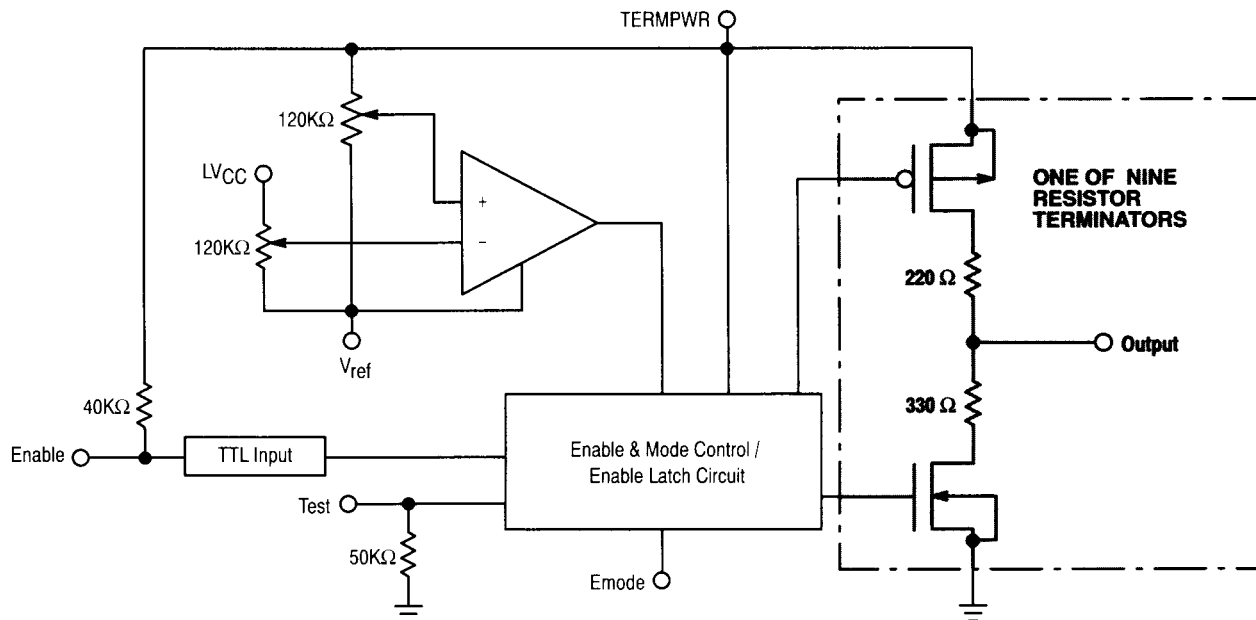 TERMPWR
120KΩ
LVCC
120KΩ
+
−
ONE OF NINE
RESISTOR
TERMINATORS
220 Ω
Output
Vref
330 Ω
40KΩ
Enable
TTL Input
Enable & Mode Control /
Enable Latch Circuit
Test
50KΩ
Emode